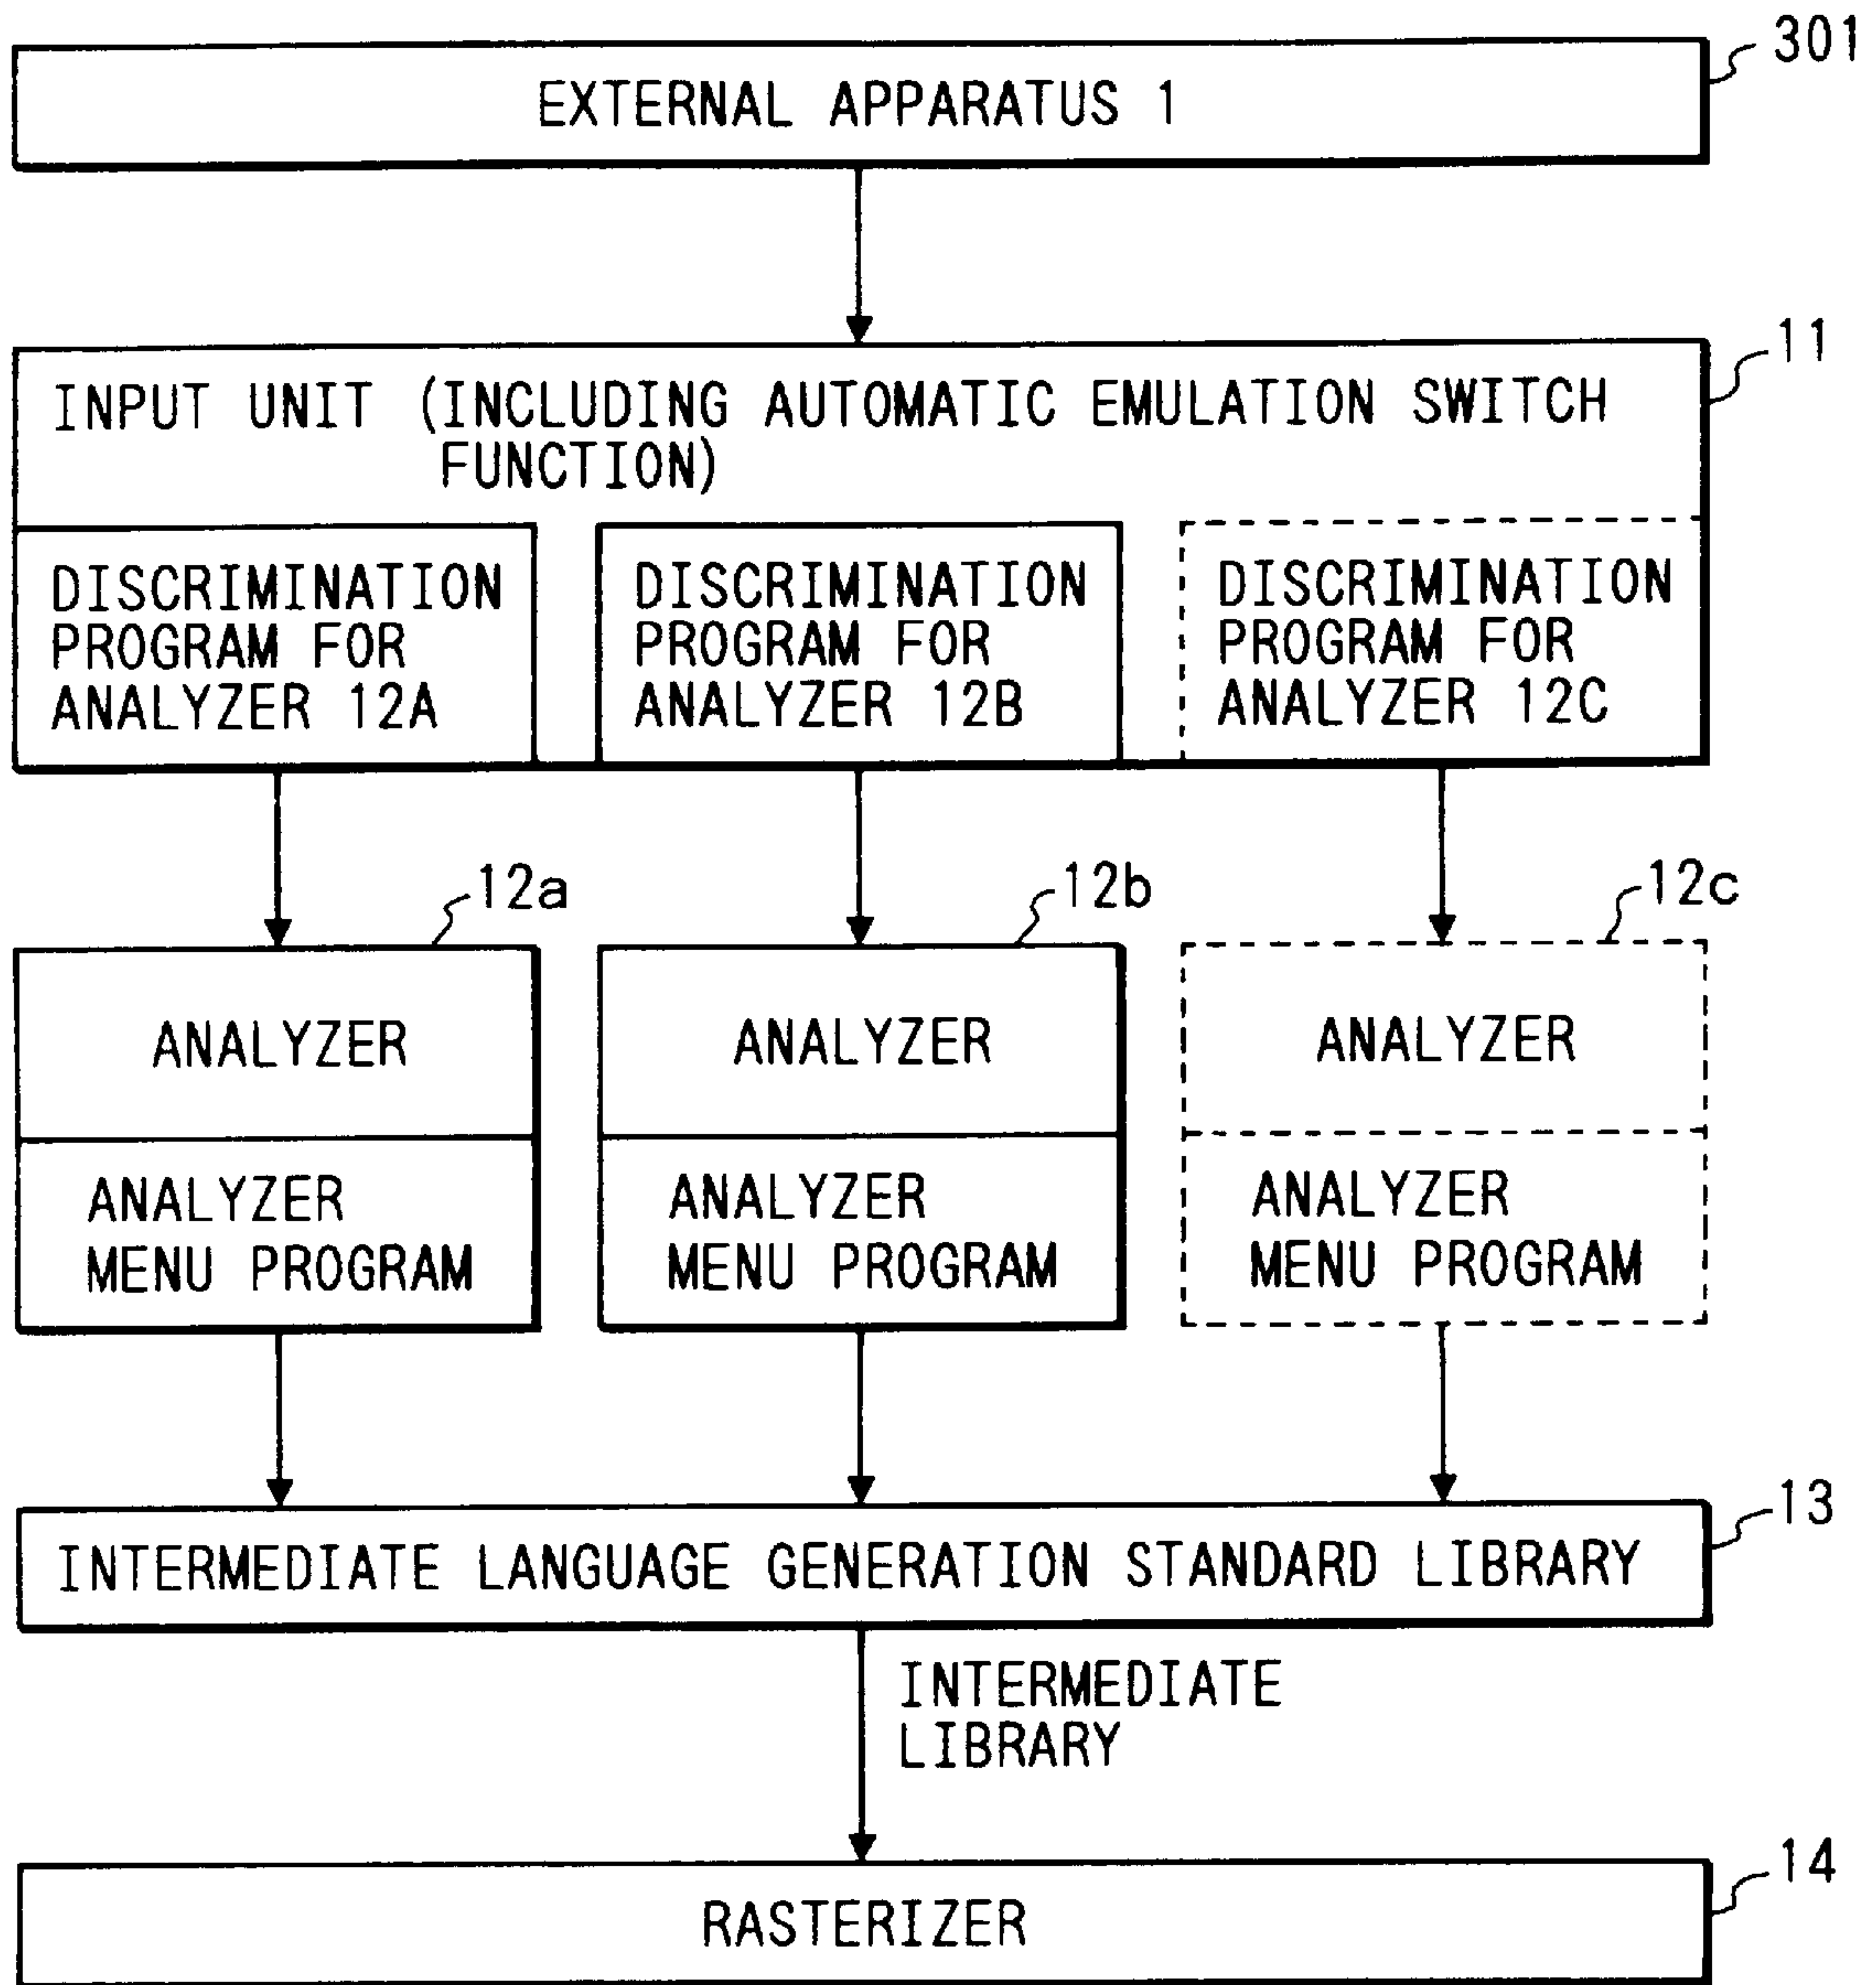 301
EXTERNAL APPARATUS 1
11
INPUT UNIT (INCLUDING AUTOMATIC EMULATION SWITCH
FUNCTION)
DISCRIMINATION
PROGRAM FOR
ANALYZER 12A
DISCRIMINATION
PROGRAM FOR
ANALYZER 12B
DISCRIMINATION
PROGRAM FOR
ANALYZER 12C
12a
ANALYZER
ANALYZER
MENU PROGRAM
12b
ANALYZER
ANALYZER
MENU PROGRAM
12c
ANALYZER
ANALYZER
MENU PROGRAM
13
INTERMEDIATE LANGUAGE GENERATION STANDARD LIBRARY
INTERMEDIATE
LIBRARY
14
RASTERIZER